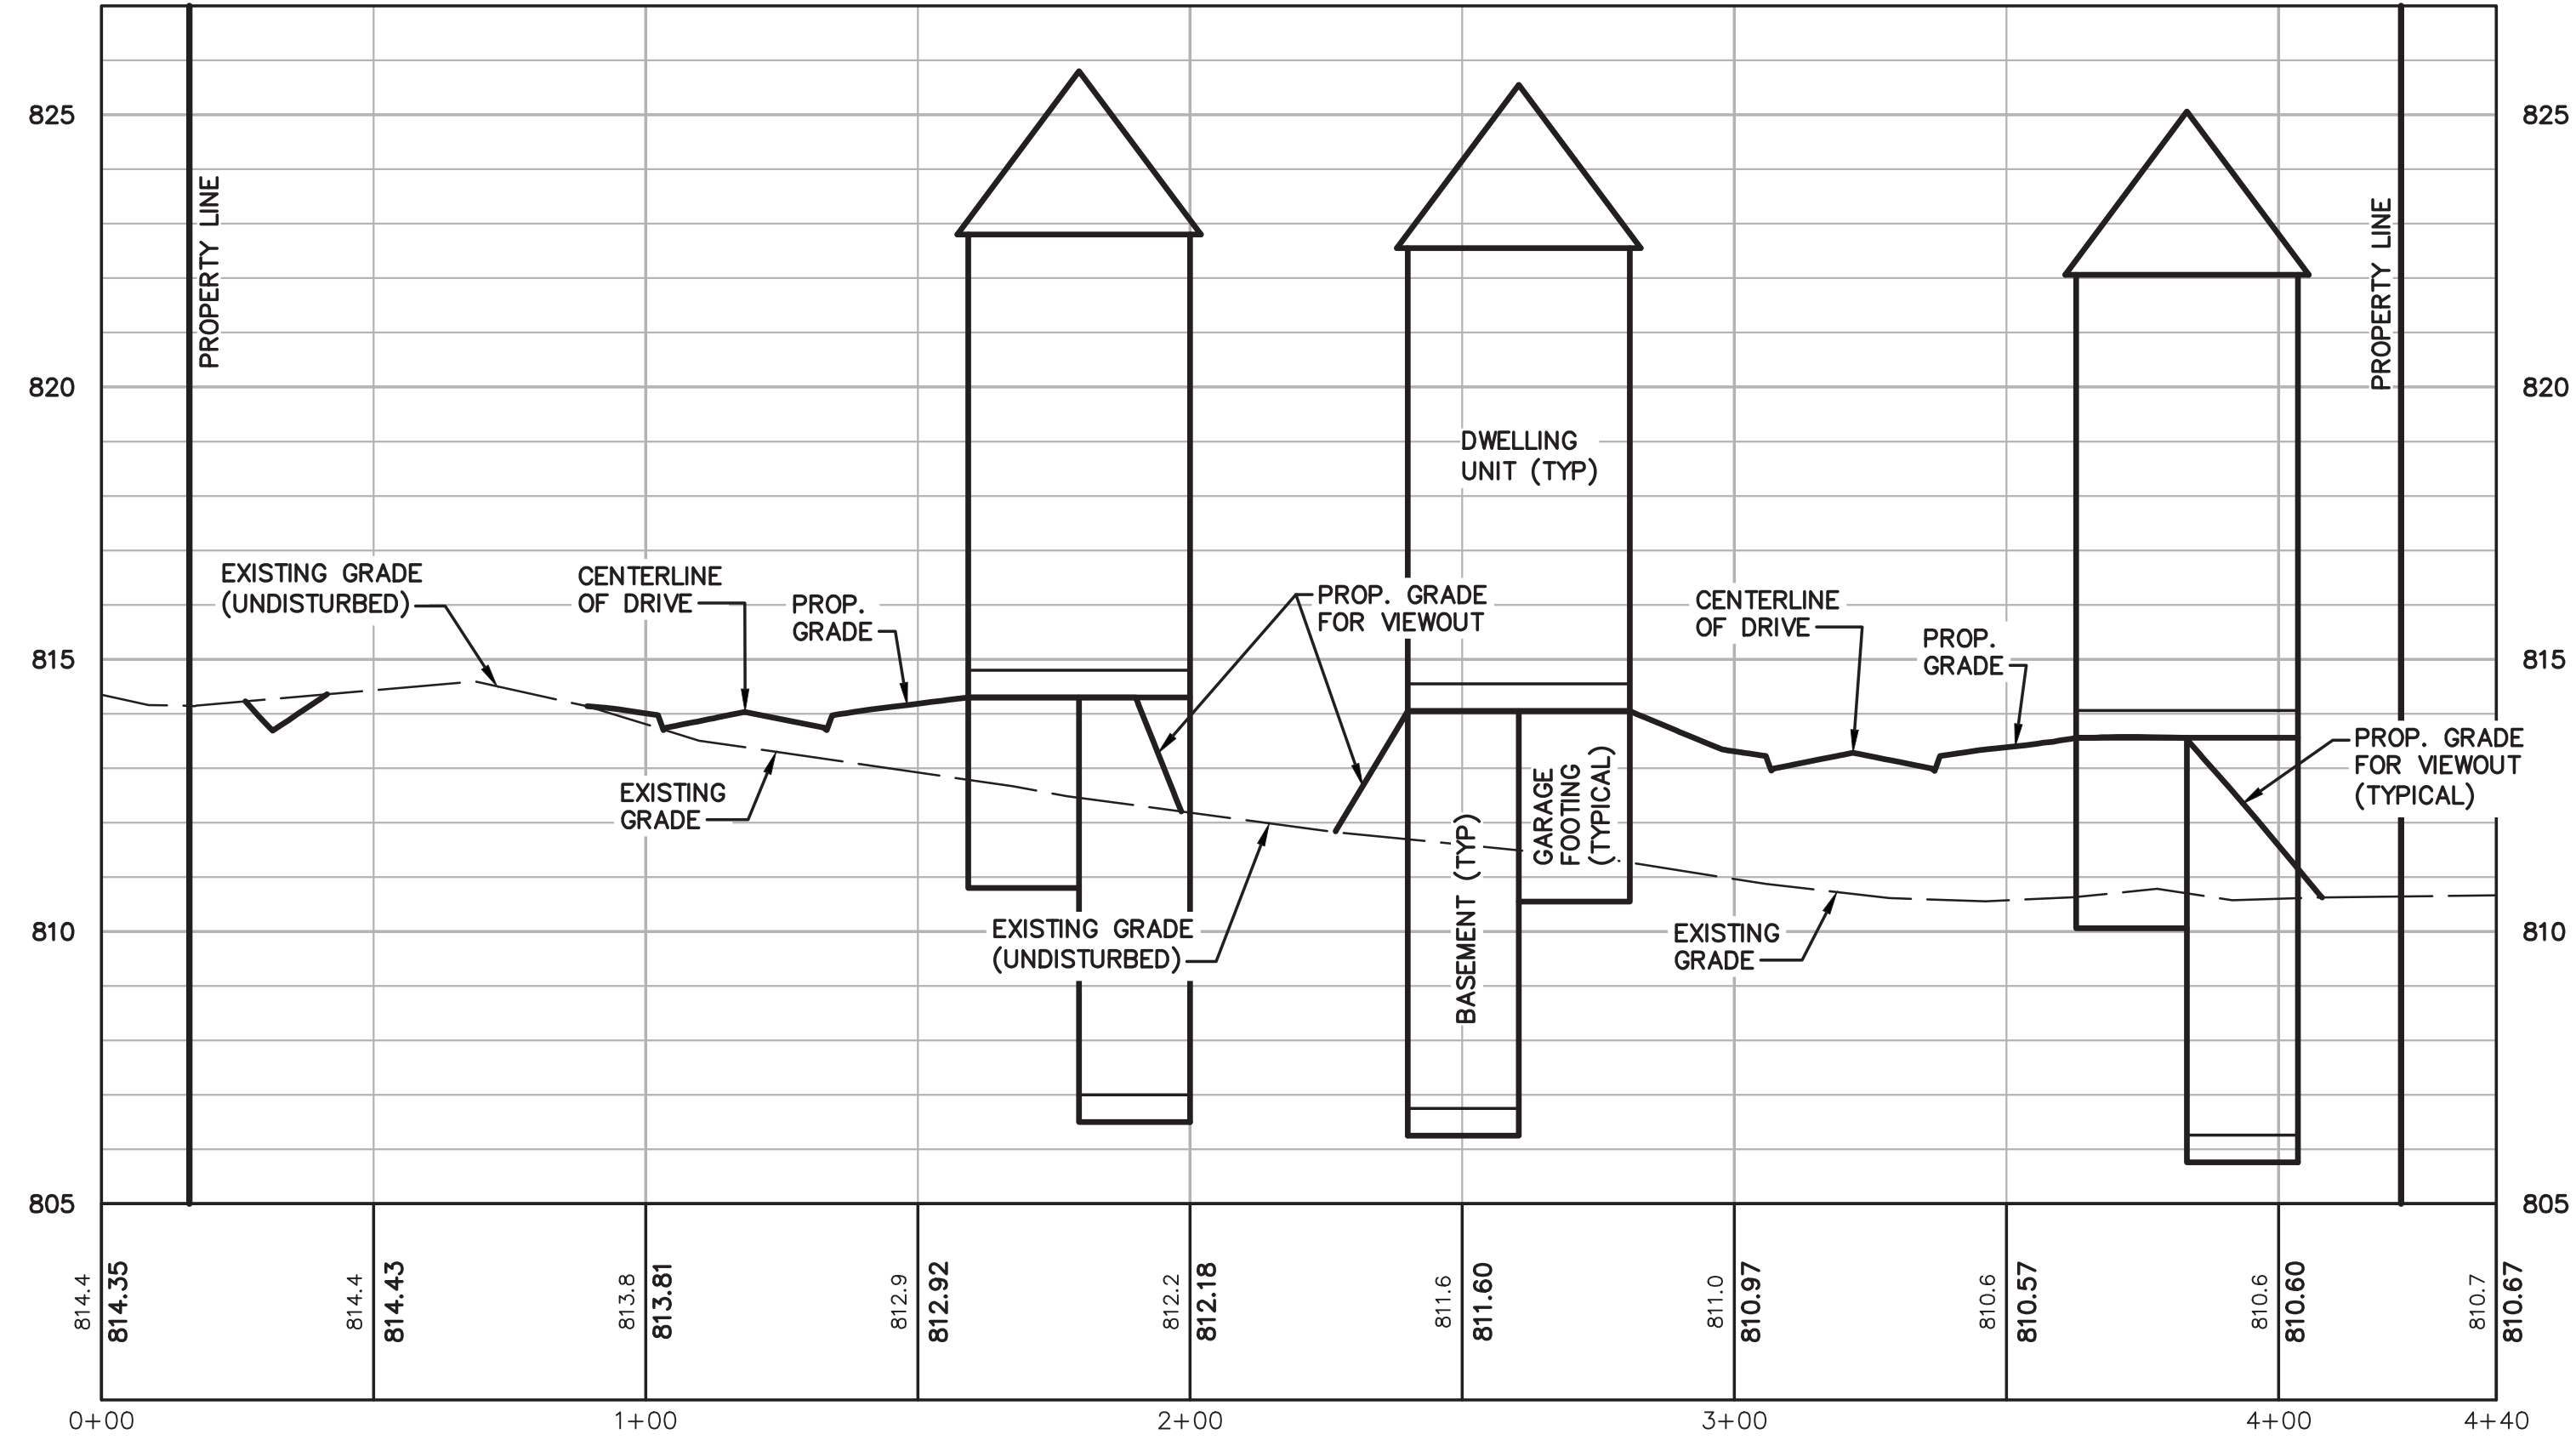 825
825
PROPERTY LINE
PROPERTY LINE
820
820
DWELLING
UNIT (TYP)
EXISTING GRADE
(UNDISTURBED)
CENTERLINE
OF DRIVE
PROP.
GRADE
PROP. GRADE
FOR VIEWOUT
CENTERLINE
OF DRIVE
PROP.
GRADE
815
815
PROP. GRADE
FOR VIEWOUT
(TYPICAL)
EXISTING
GRADE
GARAGE
FOOTING
(TYPICAL)
BASEMENT (TYP)
810
810
EXISTING GRADE
(UNDISTURBED)
EXISTING
GRADE
805
805
814.4
814.35
814.4
814.43
813.8
813.81
812.9
812.92
812.2
812.18
811.6
811.60
811.0
810.97
810.6
810.57
810.6
810.60
810.7
810.67
0+00
1+00
2+00
3+00
4+00
4+40